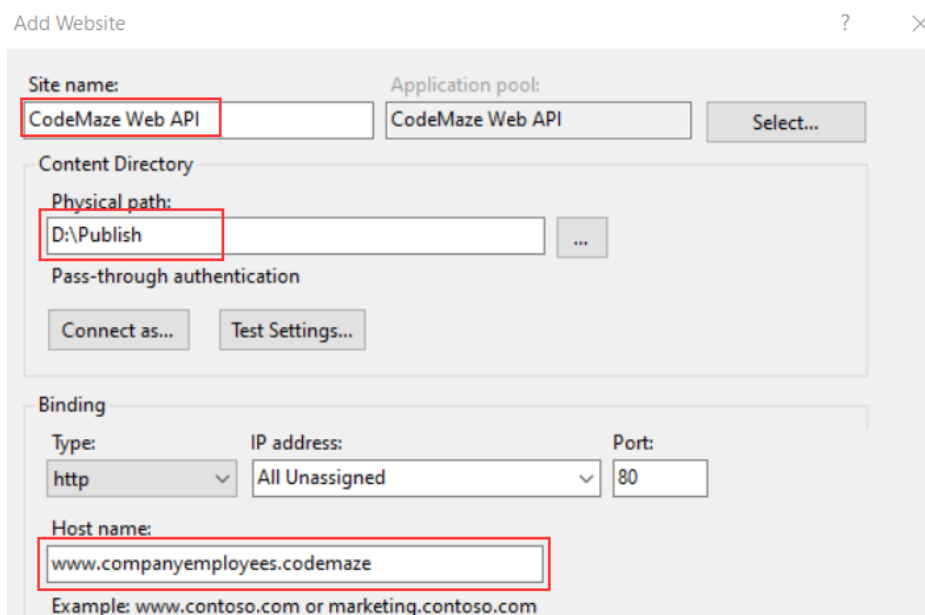 Add Website ?
Site name: Application pool:
CodeMaze Web API CodeMaze Web API Select...
Content Directory
Physical path:
D:\Publish ...
Pass-through authentication
Connect as... Test Settings...
Binding
Type: IP address: Port:
http All Unassigned 80
Host name:
www.companyemployees.codemaze
Example: www.contoso.com or marketing.contoso.com